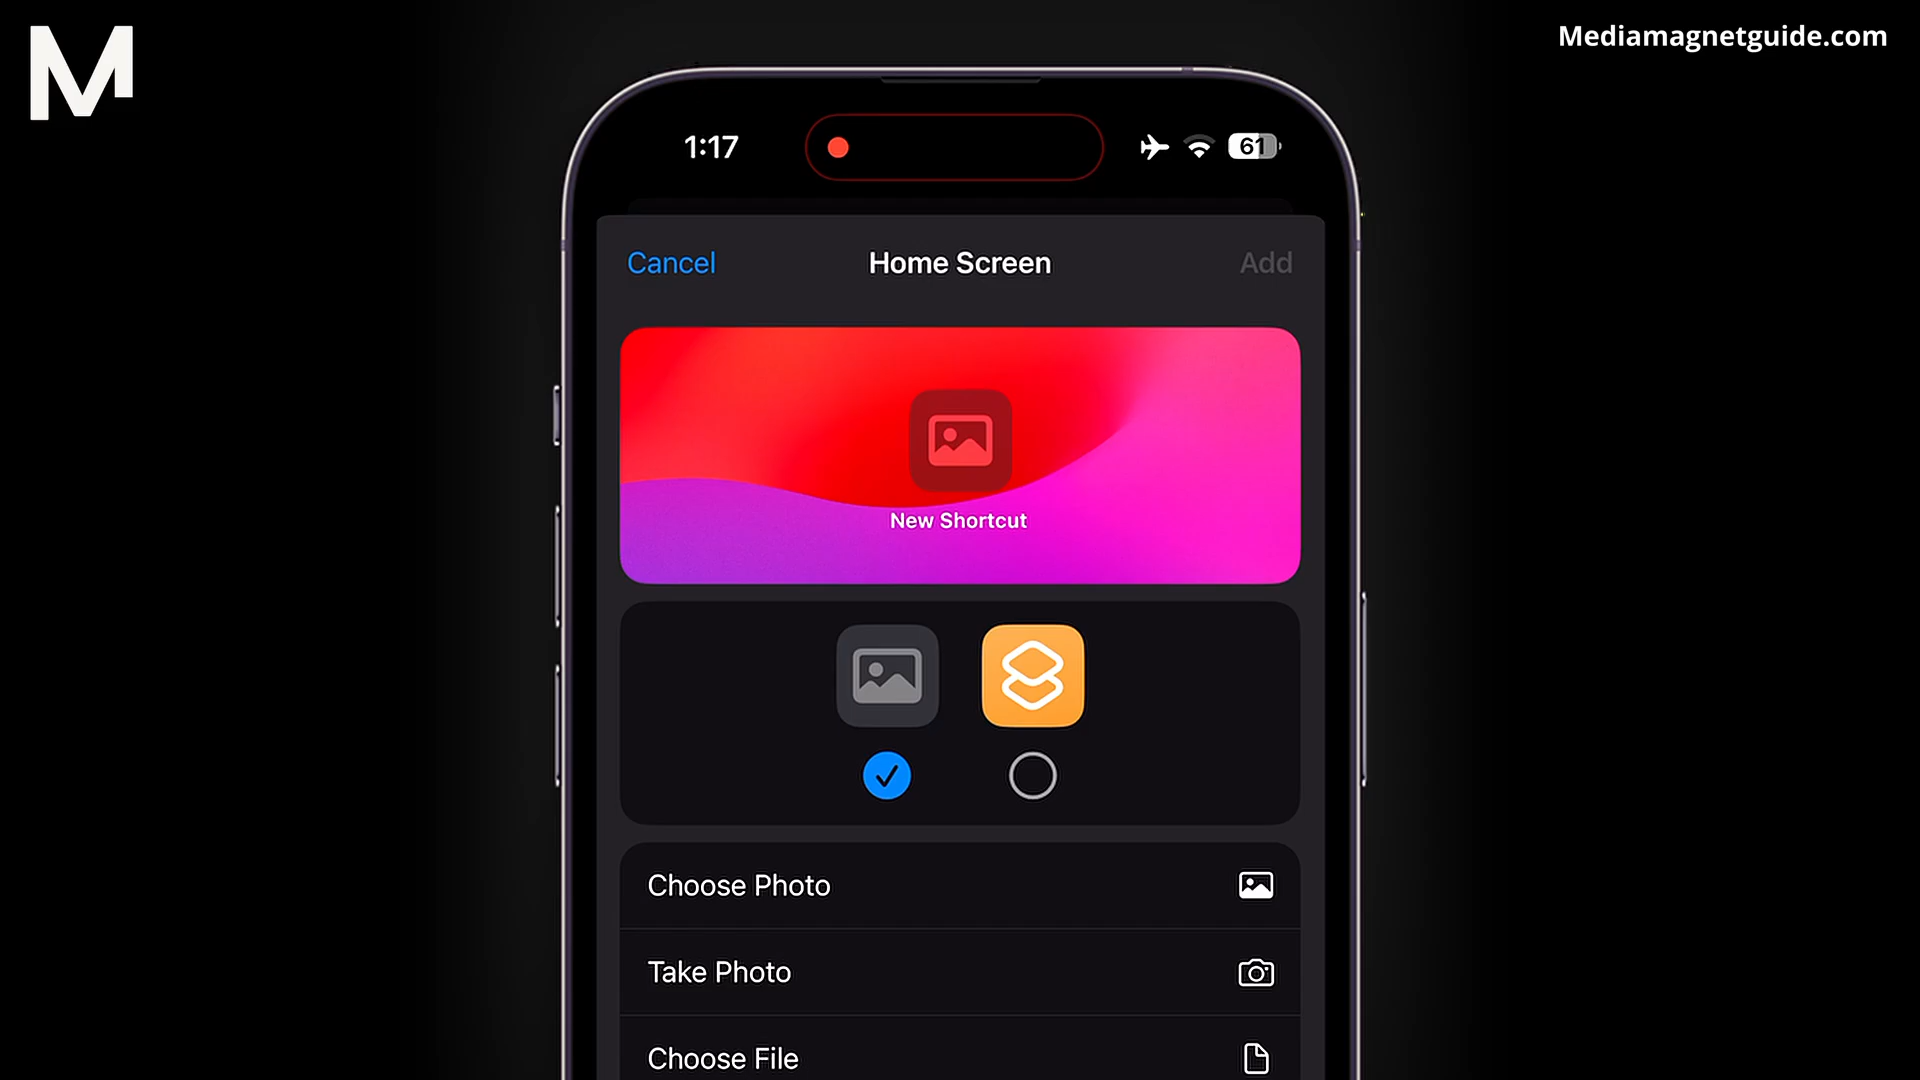 M
Mediamagnetguide.com
1:17
61
Cancel
Home Screen
Add
New Shortcut
Choose Photo
Take Photo
Choose File